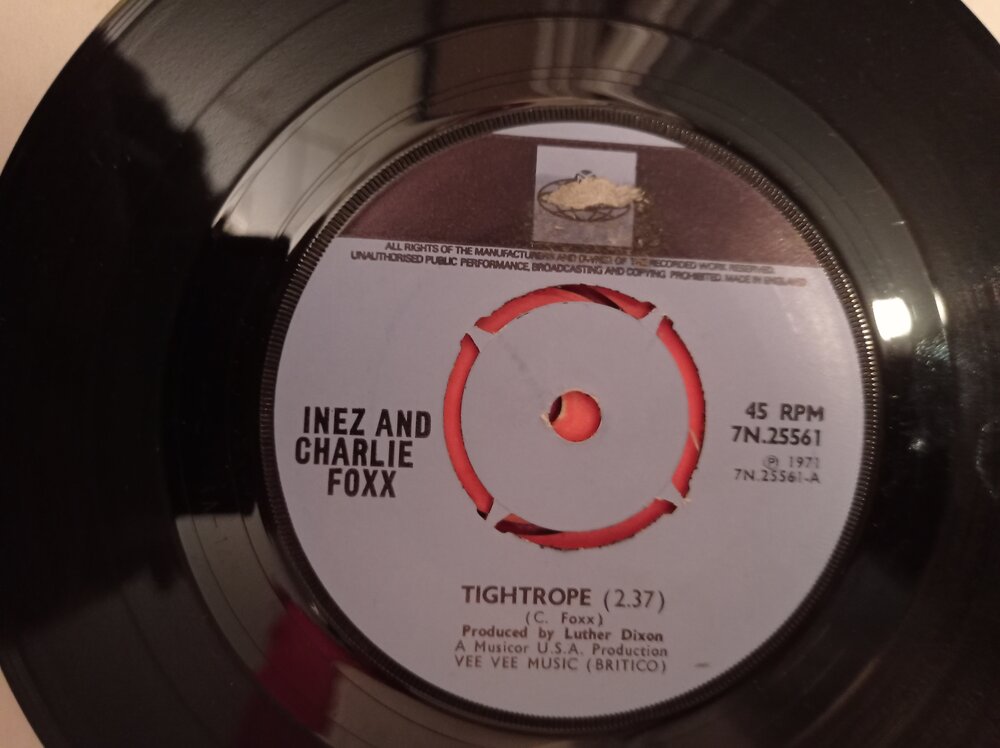 ALL RIGHTS OF THE MANUFACTURER AND OWNER OF THE RECORDED WORK RESERVED.
UNAUTHORISED PUBLIC PERFORMANCE, BROADCASTING AND COPYING PROHIBITED. MADE IN ENGLAND
INEZ AND
CHARLIE
FOXX
45 RPM
7N.25561
℗ 1971
7N.25561-A
TIGHTROPE (2.37)
(C. Foxx)
Produced by Luther Dixon
A Musicor U.S.A. Production
VEE VEE MUSIC (BRITICO)